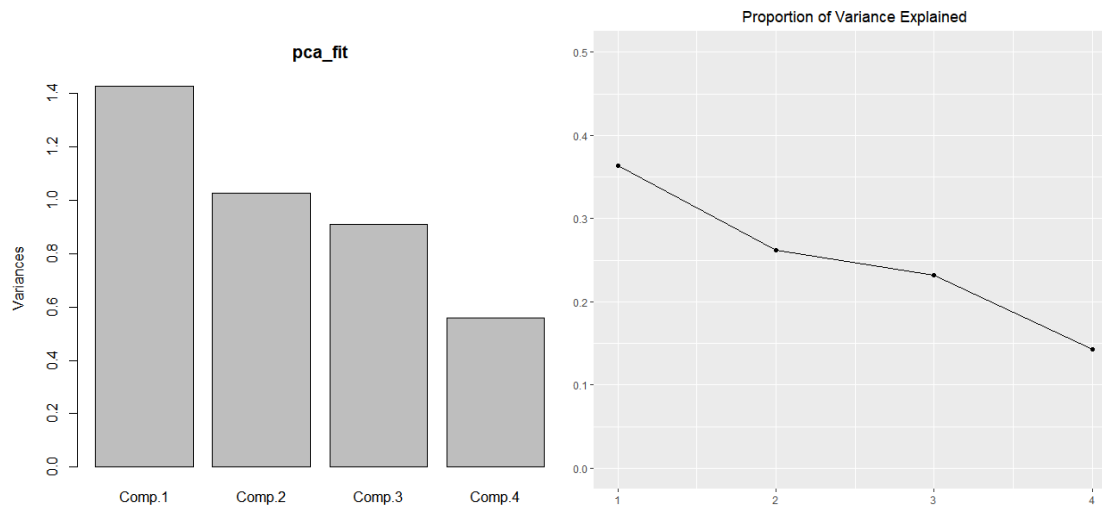 pca_fit
Variances
1.4
1.2
1.0
0.8
0.6
0.4
0.2
0.0
Comp.1 Comp.2 Comp.3 Comp.4
Proportion of Variance Explained
0.5
0.4
0.3
0.2
0.1
0.0
1 2 3 4